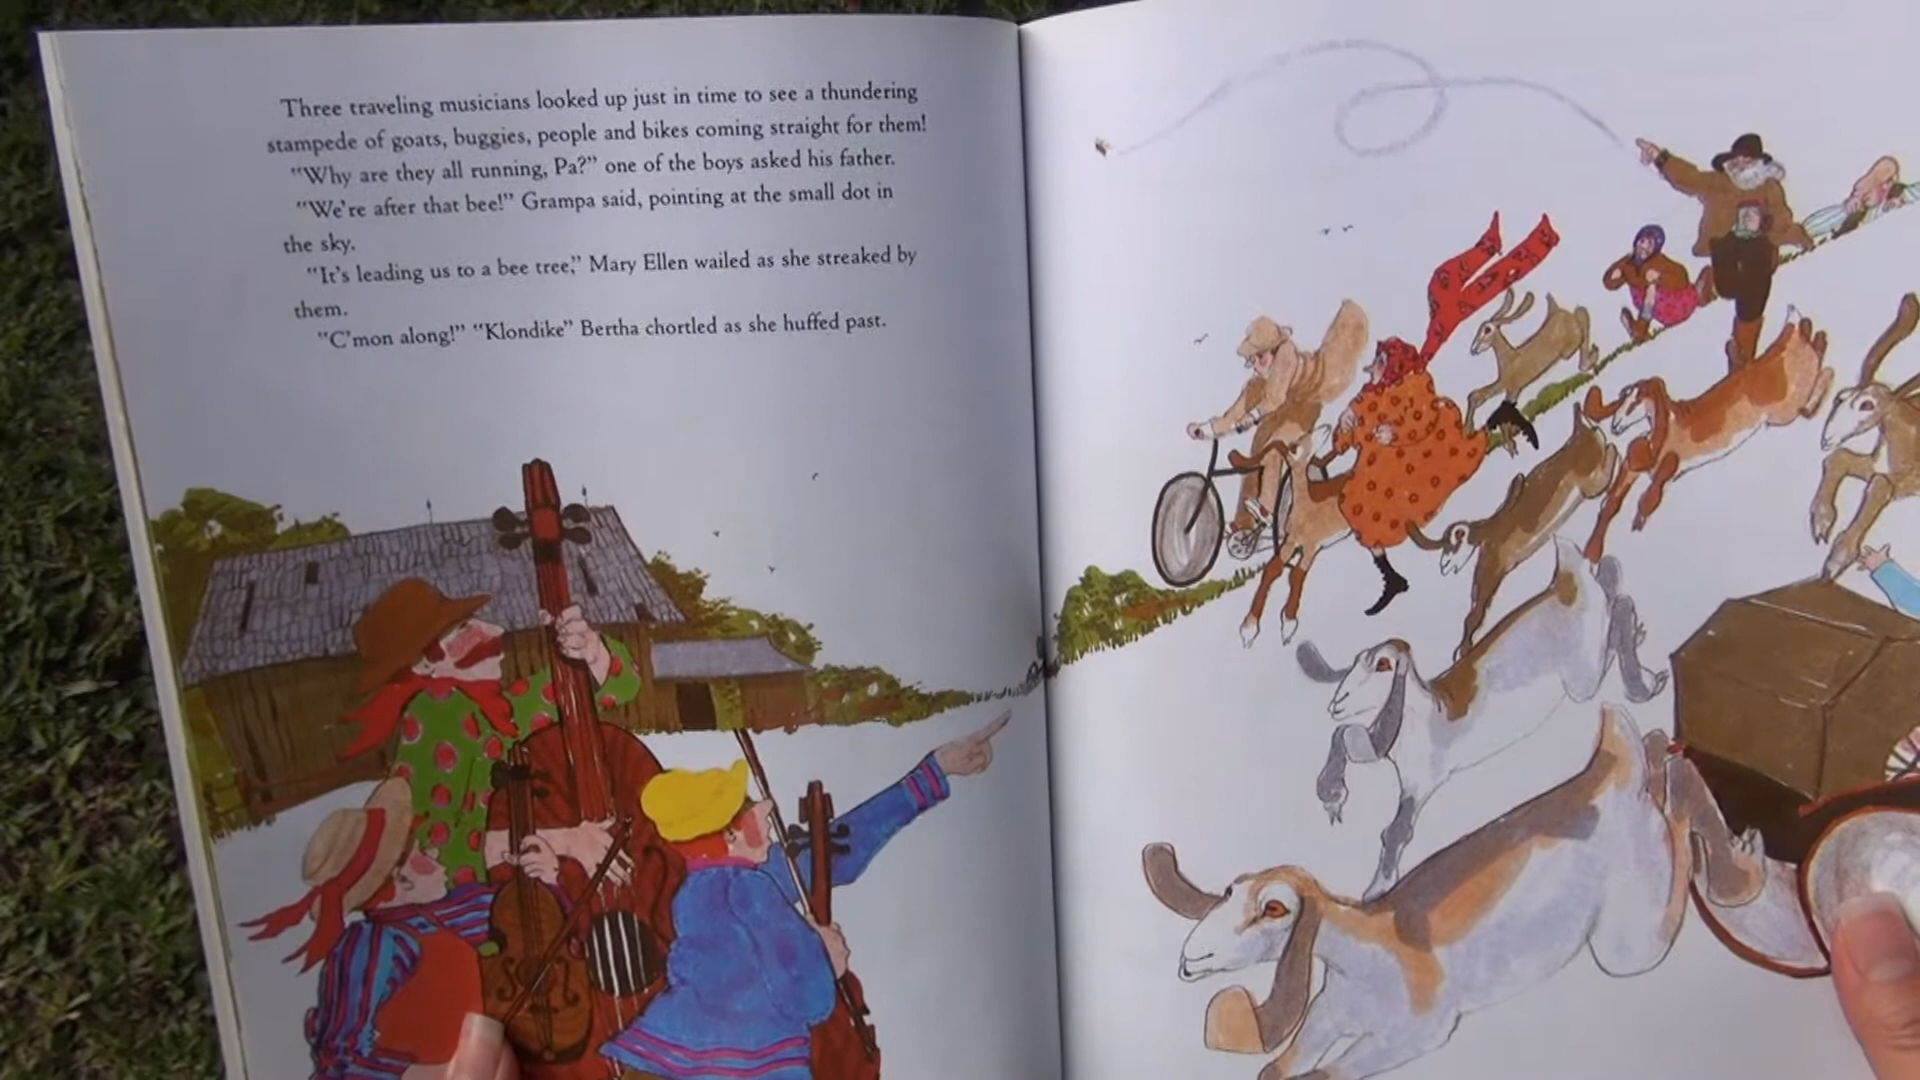 Three traveling musicians looked up just in time to see a thundering
stampede of goats, buggies, people and bikes coming straight for them!
“Why are they all running, Pa?” one of the boys asked his father.
“We’re after that bee!” Grampa said, pointing at the small dot in
the sky.
“It’s leading us to a bee tree,” Mary Ellen wailed as she streaked by
them.
“C’mon along!” “Klondike” Bertha chortled as she huffed past.